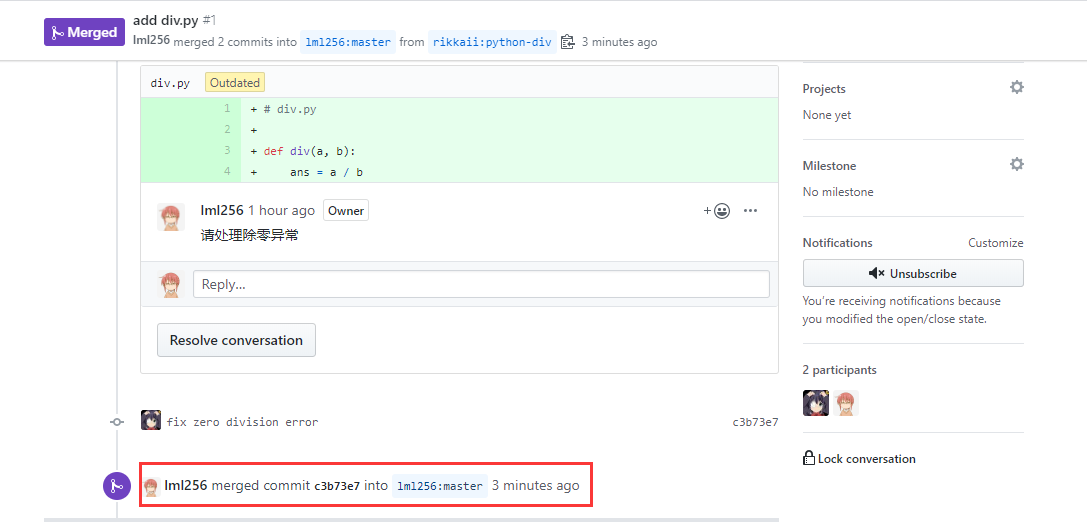 Merged
add div.py #1
lml256 merged 2 commits into lml256:master from rikkaii:python-div 3 minutes ago
div.py Outdated
1 + # div.py
2 +
3 + def div(a, b):
4 + ans = a / b
lml256 1 hour ago Owner
请处理除零异常
Reply...
Resolve conversation
fix zero division error c3b73e7
lml256 merged commit c3b73e7 into lml256:master 3 minutes ago
Projects
None yet
Milestone
No milestone
Notifications Customize
Unsubscribe
You're receiving notifications because
you modified the open/close state.
2 participants
Lock conversation